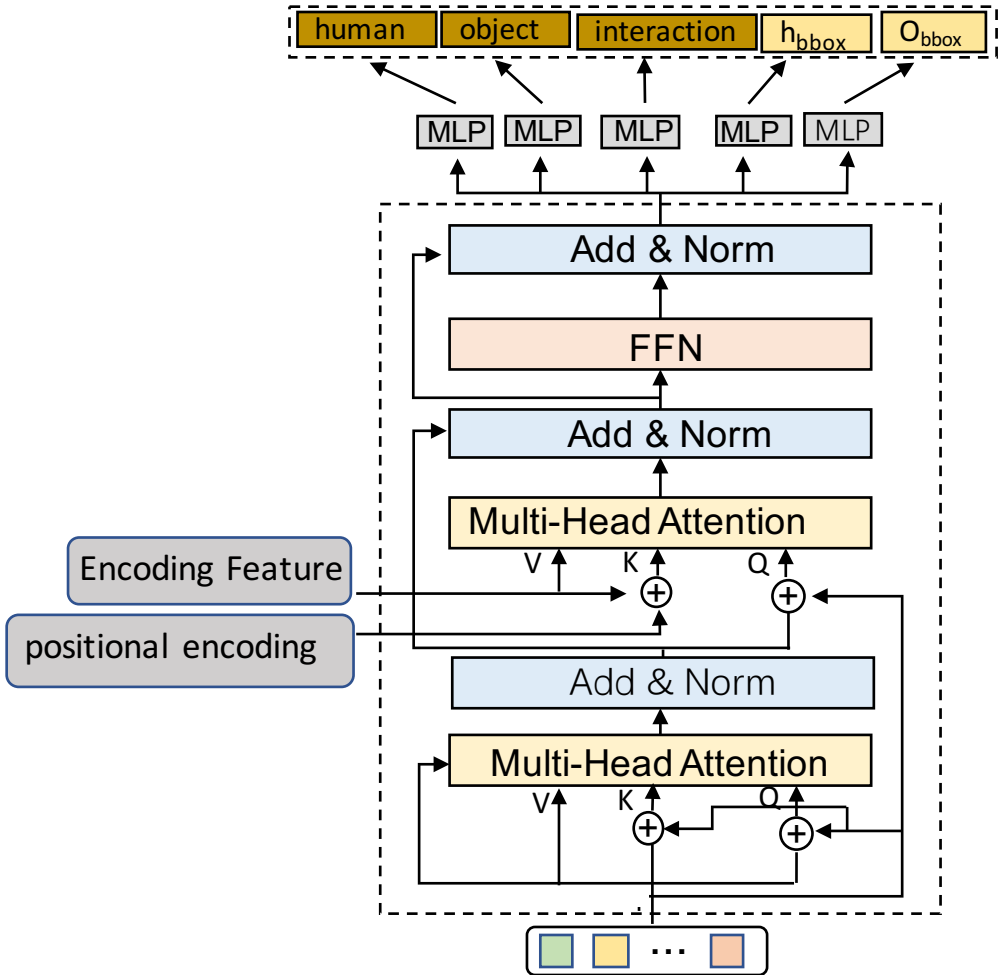 human object interaction hbbox Obbox
MLP MLP MLP MLP MLP
Add & Norm
FFN
Add & Norm
Multi-Head Attention
V K Q
Encoding Feature
positional encoding
Add & Norm
Multi-Head Attention
V K Q
...